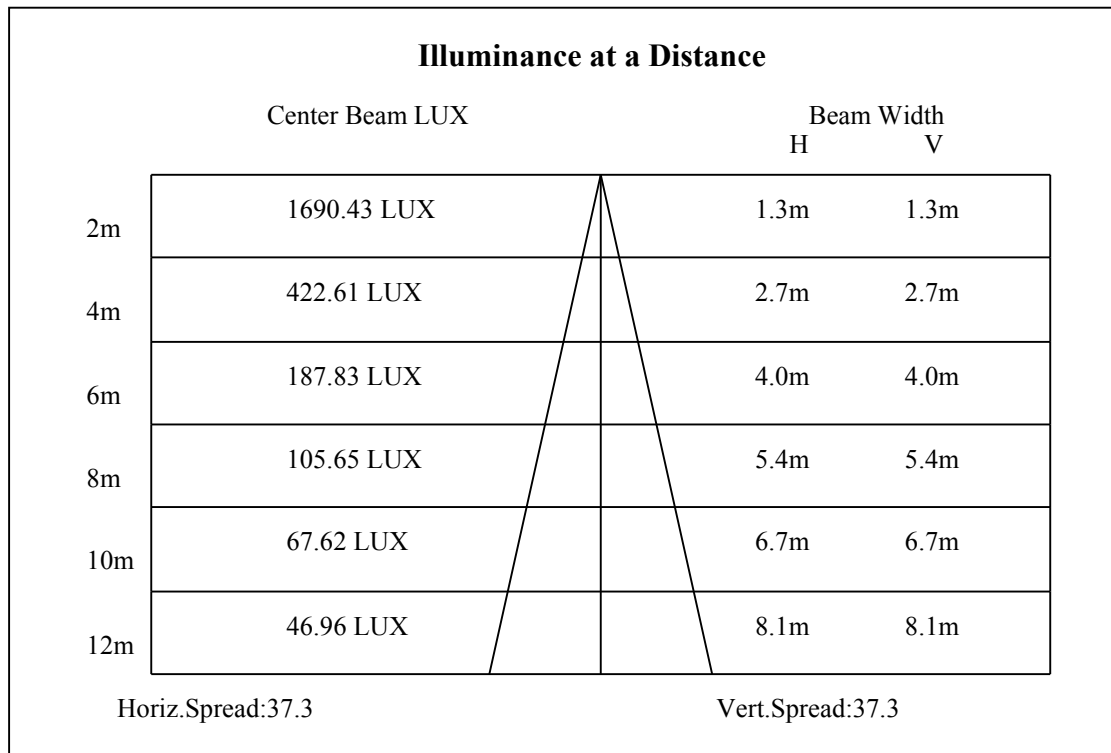 Illuminance at a Distance
Center Beam LUX Beam Width
H V
2m 1690.43 LUX 1.3m 1.3m
4m 422.61 LUX 2.7m 2.7m
6m 187.83 LUX 4.0m 4.0m
8m 105.65 LUX 5.4m 5.4m
10m 67.62 LUX 6.7m 6.7m
12m 46.96 LUX 8.1m 8.1m
Horiz.Spread:37.3 Vert.Spread:37.3